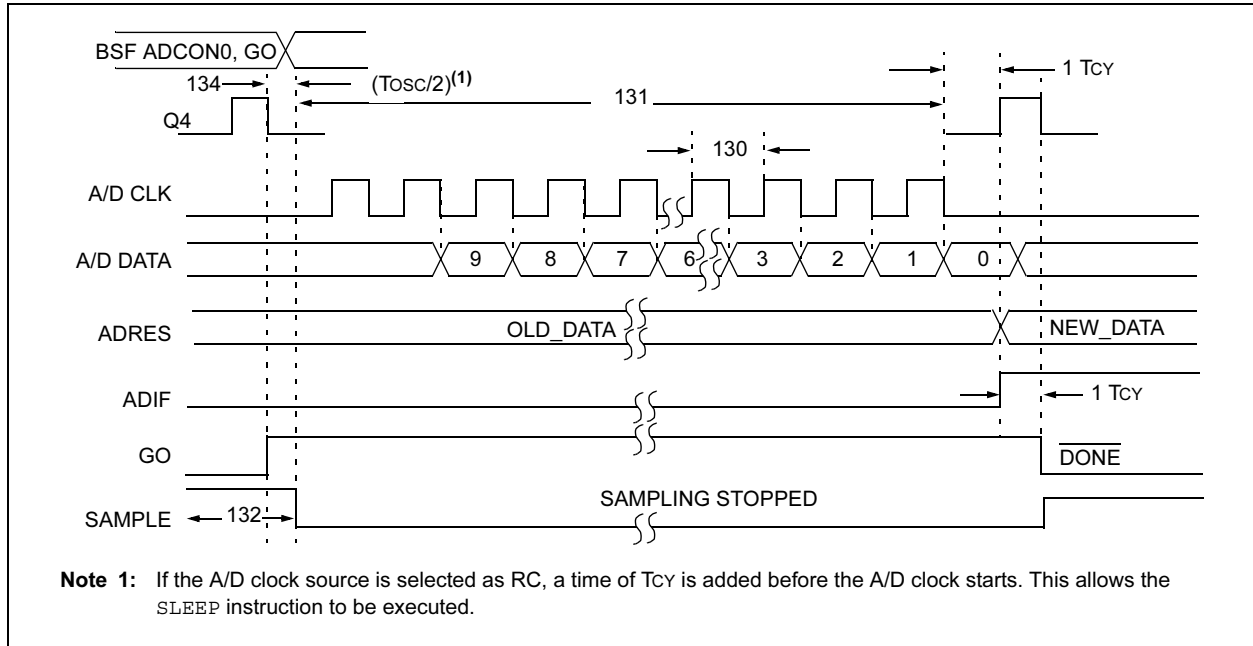 BSF ADCON0, GO
134 (TOSC/2)(1) 131 1 TCY
Q4
130
A/D CLK
A/D DATA 9 8 7 6 3 2 1 0
ADRES OLD_DATA NEW_DATA
ADIF 1 TCY
GO DONE
SAMPLE 132 SAMPLING STOPPED
Note 1: If the A/D clock source is selected as RC, a time of TCY is added before the A/D clock starts. This allows the
SLEEP instruction to be executed.